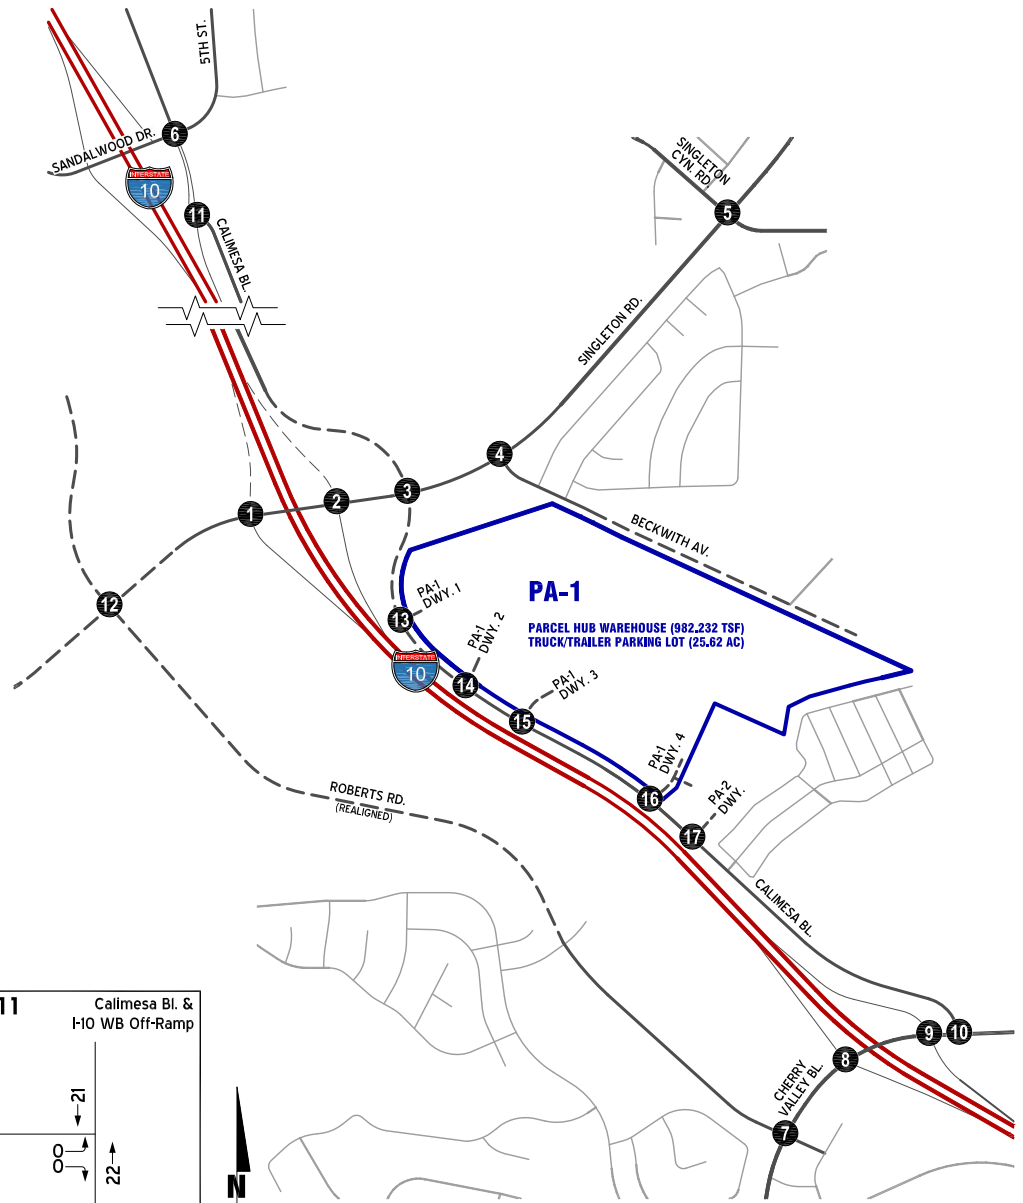 5TH ST.
6
SANDALWOOD DR.
INTERSTATE
10
11
CALIMESA BL.
SINGLETON
CYN. RD.
5
SINGLETON RD.
4
3
2
1
BECKWITH AV.
12
13
PA-1
DWY. 1
PA-1
DWY. 2
PA-1
PARCEL HUB WAREHOUSE (982.232 TSF)
TRUCK/TRAILER PARKING LOT (25.62 AC)
INTERSTATE
10
14
PA-1
DWY. 3
15
PA-1
DWY. 4
16
PA-2
DWY.
17
ROBERTS RD.
(REALIGNED)
CALIMESA BL.
9
10
8
CHERRY
VALLEY BL.
7
11
Calimesa Bl. &
I-10 WB Off-Ramp
21
0
0
22
N